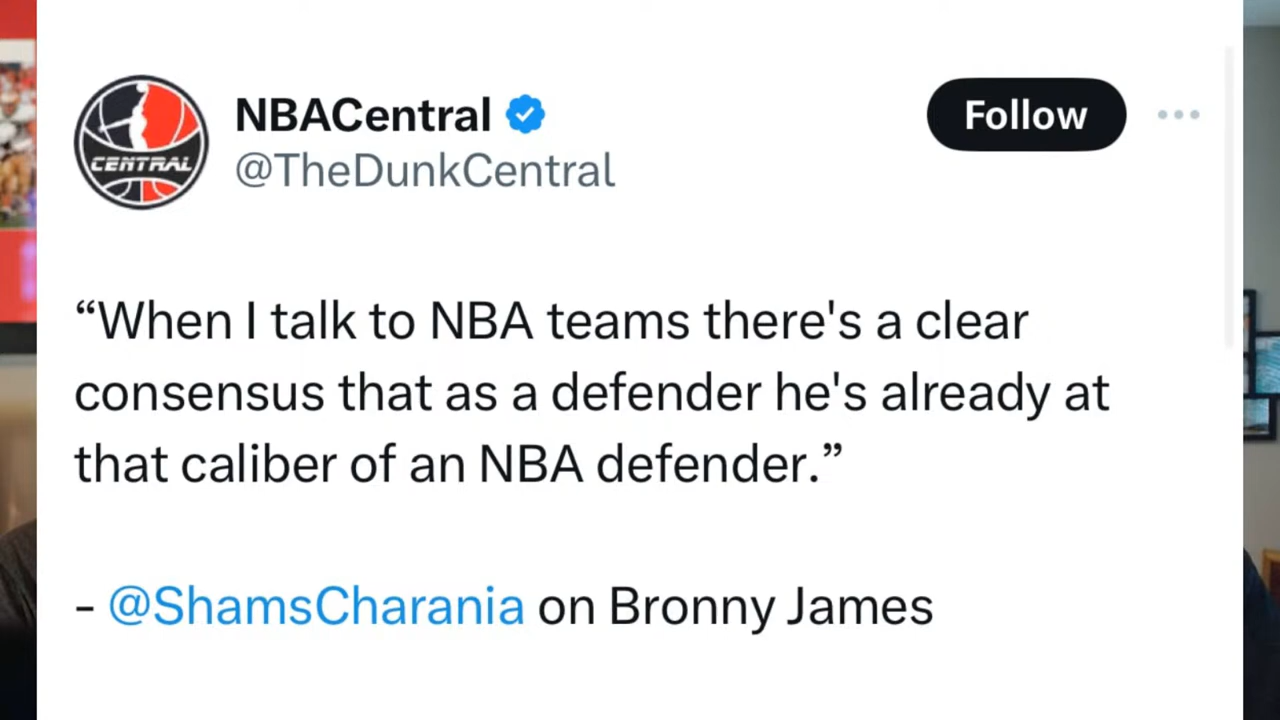 NBACentral
Follow
@TheDunkCentral
CENTRAL
“When I talk to NBA teams there's a clear
consensus that as a defender he's already at
that caliber of an NBA defender.”
- @ShamsCharania on Bronny James